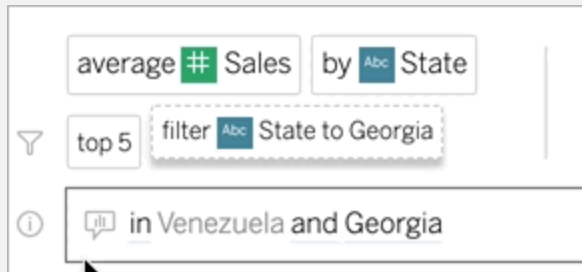 average # Sales by Abc State
top 5 filter Abc State to Georgia
in Venezuela and Georgia